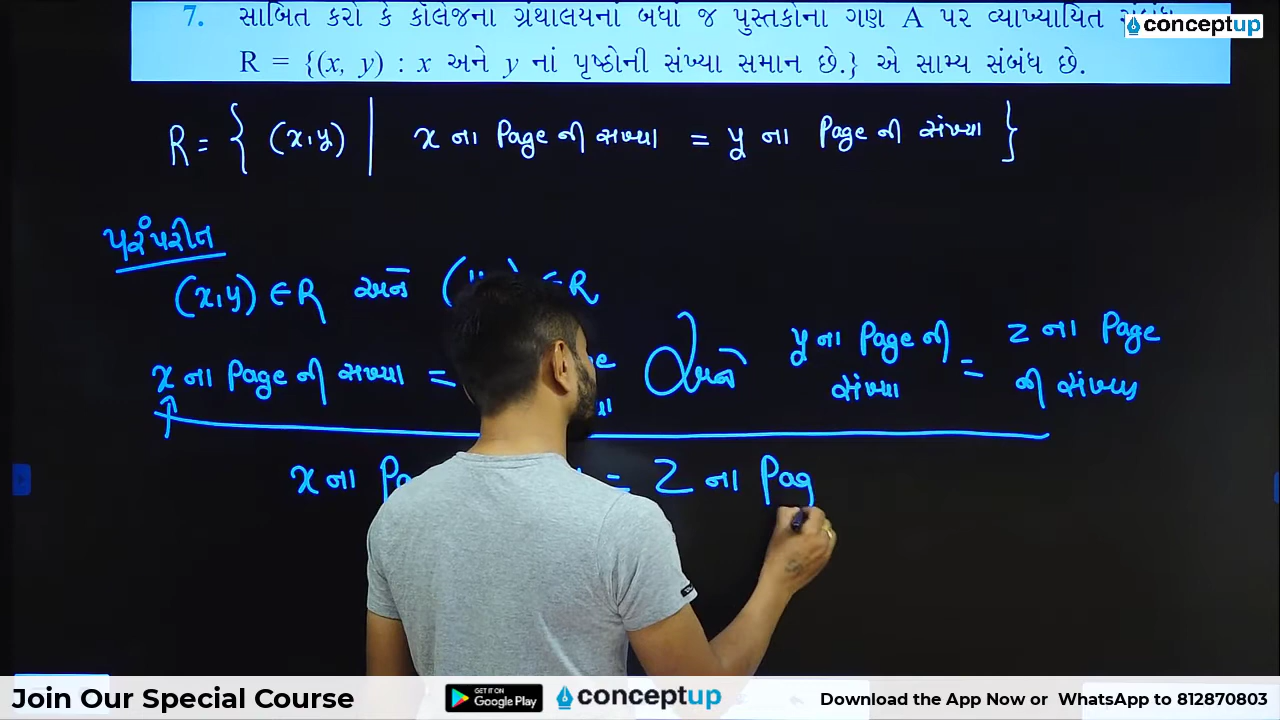 7. સાબિત કરો કે કૉલેજના ગ્રંથાલયનાં બધાં જ પુસ્તકોના ગણ A પર વ્યાખ્યાયિત
conceptup
R = {(x, y) : x અને y નાં પૃષ્ઠોની સંખ્યા સમાન છે.} એ સામ્ય સંબંધ છે.
R = { (x,y) | x ના Page ની સખ્યા = y ના Page ની સંખ્યા }
પરંપરીત
(x,y) ∈ R અને ∈ R
x ના Page ની સખ્યા = અને y ના Page ની સંખ્યા = z ના Page ની સંખ્યા
x ના = z ના Pag
Join Our Special Course
GET IT ON Google Play
conceptup
Download the App Now or WhatsApp to 812870803